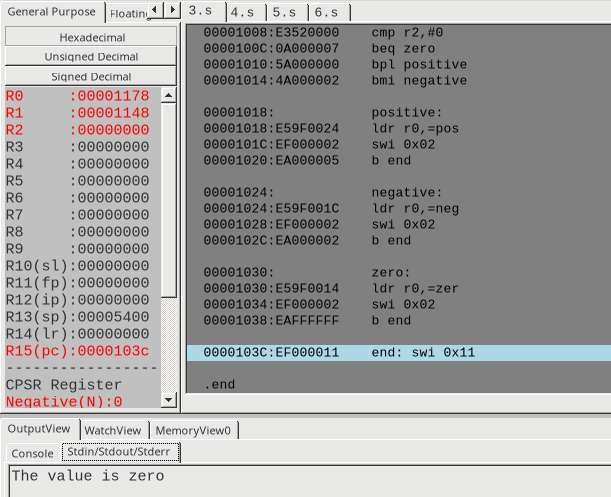 General Purpose
Floating
3.s
4.s
5.s
6.s
Hexadecimal
Unsigned Decimal
Signed Decimal
R0 :00001178
R1 :00001148
R2 :00000000
R3 :00000000
R4 :00000000
R5 :00000000
R6 :00000000
R7 :00000000
R8 :00000000
R9 :00000000
R10(sl):00000000
R11(fp):00000000
R12(ip):00000000
R13(sp):00005400
R14(lr):00000000
R15(pc):0000103c
-----------------
CPSR Register
Negative(N):0
00001008:E3520000 cmp r2,#0
0000100C:0A000007 beq zero
00001010:5A000000 bpl positive
00001014:4A000002 bmi negative
00001018: positive:
00001018:E59F0024 ldr r0,=pos
0000101C:EF000002 swi 0x02
00001020:EA000005 b end
00001024: negative:
00001024:E59F001C ldr r0,=neg
00001028:EF000002 swi 0x02
0000102C:EA000002 b end
00001030: zero:
00001030:E59F0014 ldr r0,=zer
00001034:EF000002 swi 0x02
00001038:EAFFFFFF b end
0000103C:EF000011 end: swi 0x11
.end
OutputView
WatchView
MemoryView0
Console
Stdin/Stdout/Stderr
The value is zero